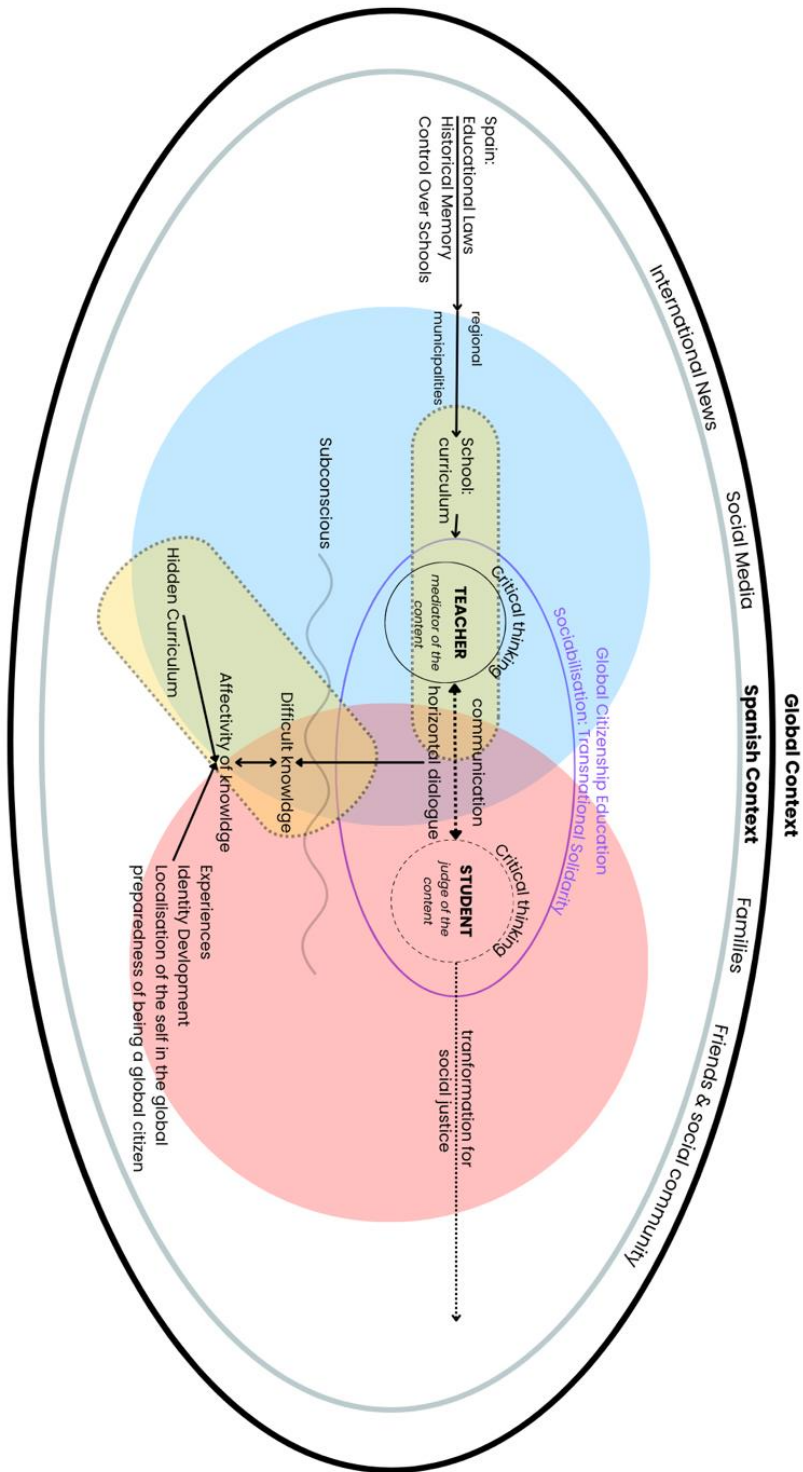 Global Context
Spanish Context
International News
Social Media
Families
Friends & social community
Global Citizenship Education
Sociabilisation: Transnational Solidarity
Spain:
Educational Laws
Historical Memory
Control Over Schools
regional
municipalities
School:
curriculum
Critical thinking
TEACHER
mediator of the
content
communication
horizontal dialogue
Critical thinking
STUDENT
judge of the
content
tranformation for
social justice
Subconscious
Difficult knowldge
Affectivity of knowldge
Hidden Curriculum
Experiences
Identity Devlopment
Localisation of the self in the global
preparedness of being a global citizen